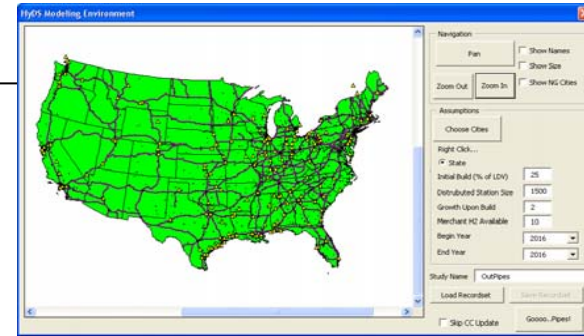 HyDS Modeling Environment
Navigation
Pan
Show Names
Show Size
Show NG Cities
Zoom Out
Zoom In
Assumptions
Choose Cities
Right Click...
State
Initial Build (% of LDV) 25
Distrubuted Station Size 1500
Growth Upon Build 2
Merchant H2 Available 10
Begin Year 2016
End Year 2016
Study Name OutPipes
Load Recordset
Save Recordset
Skip CC Update
Goooo..Pipes!